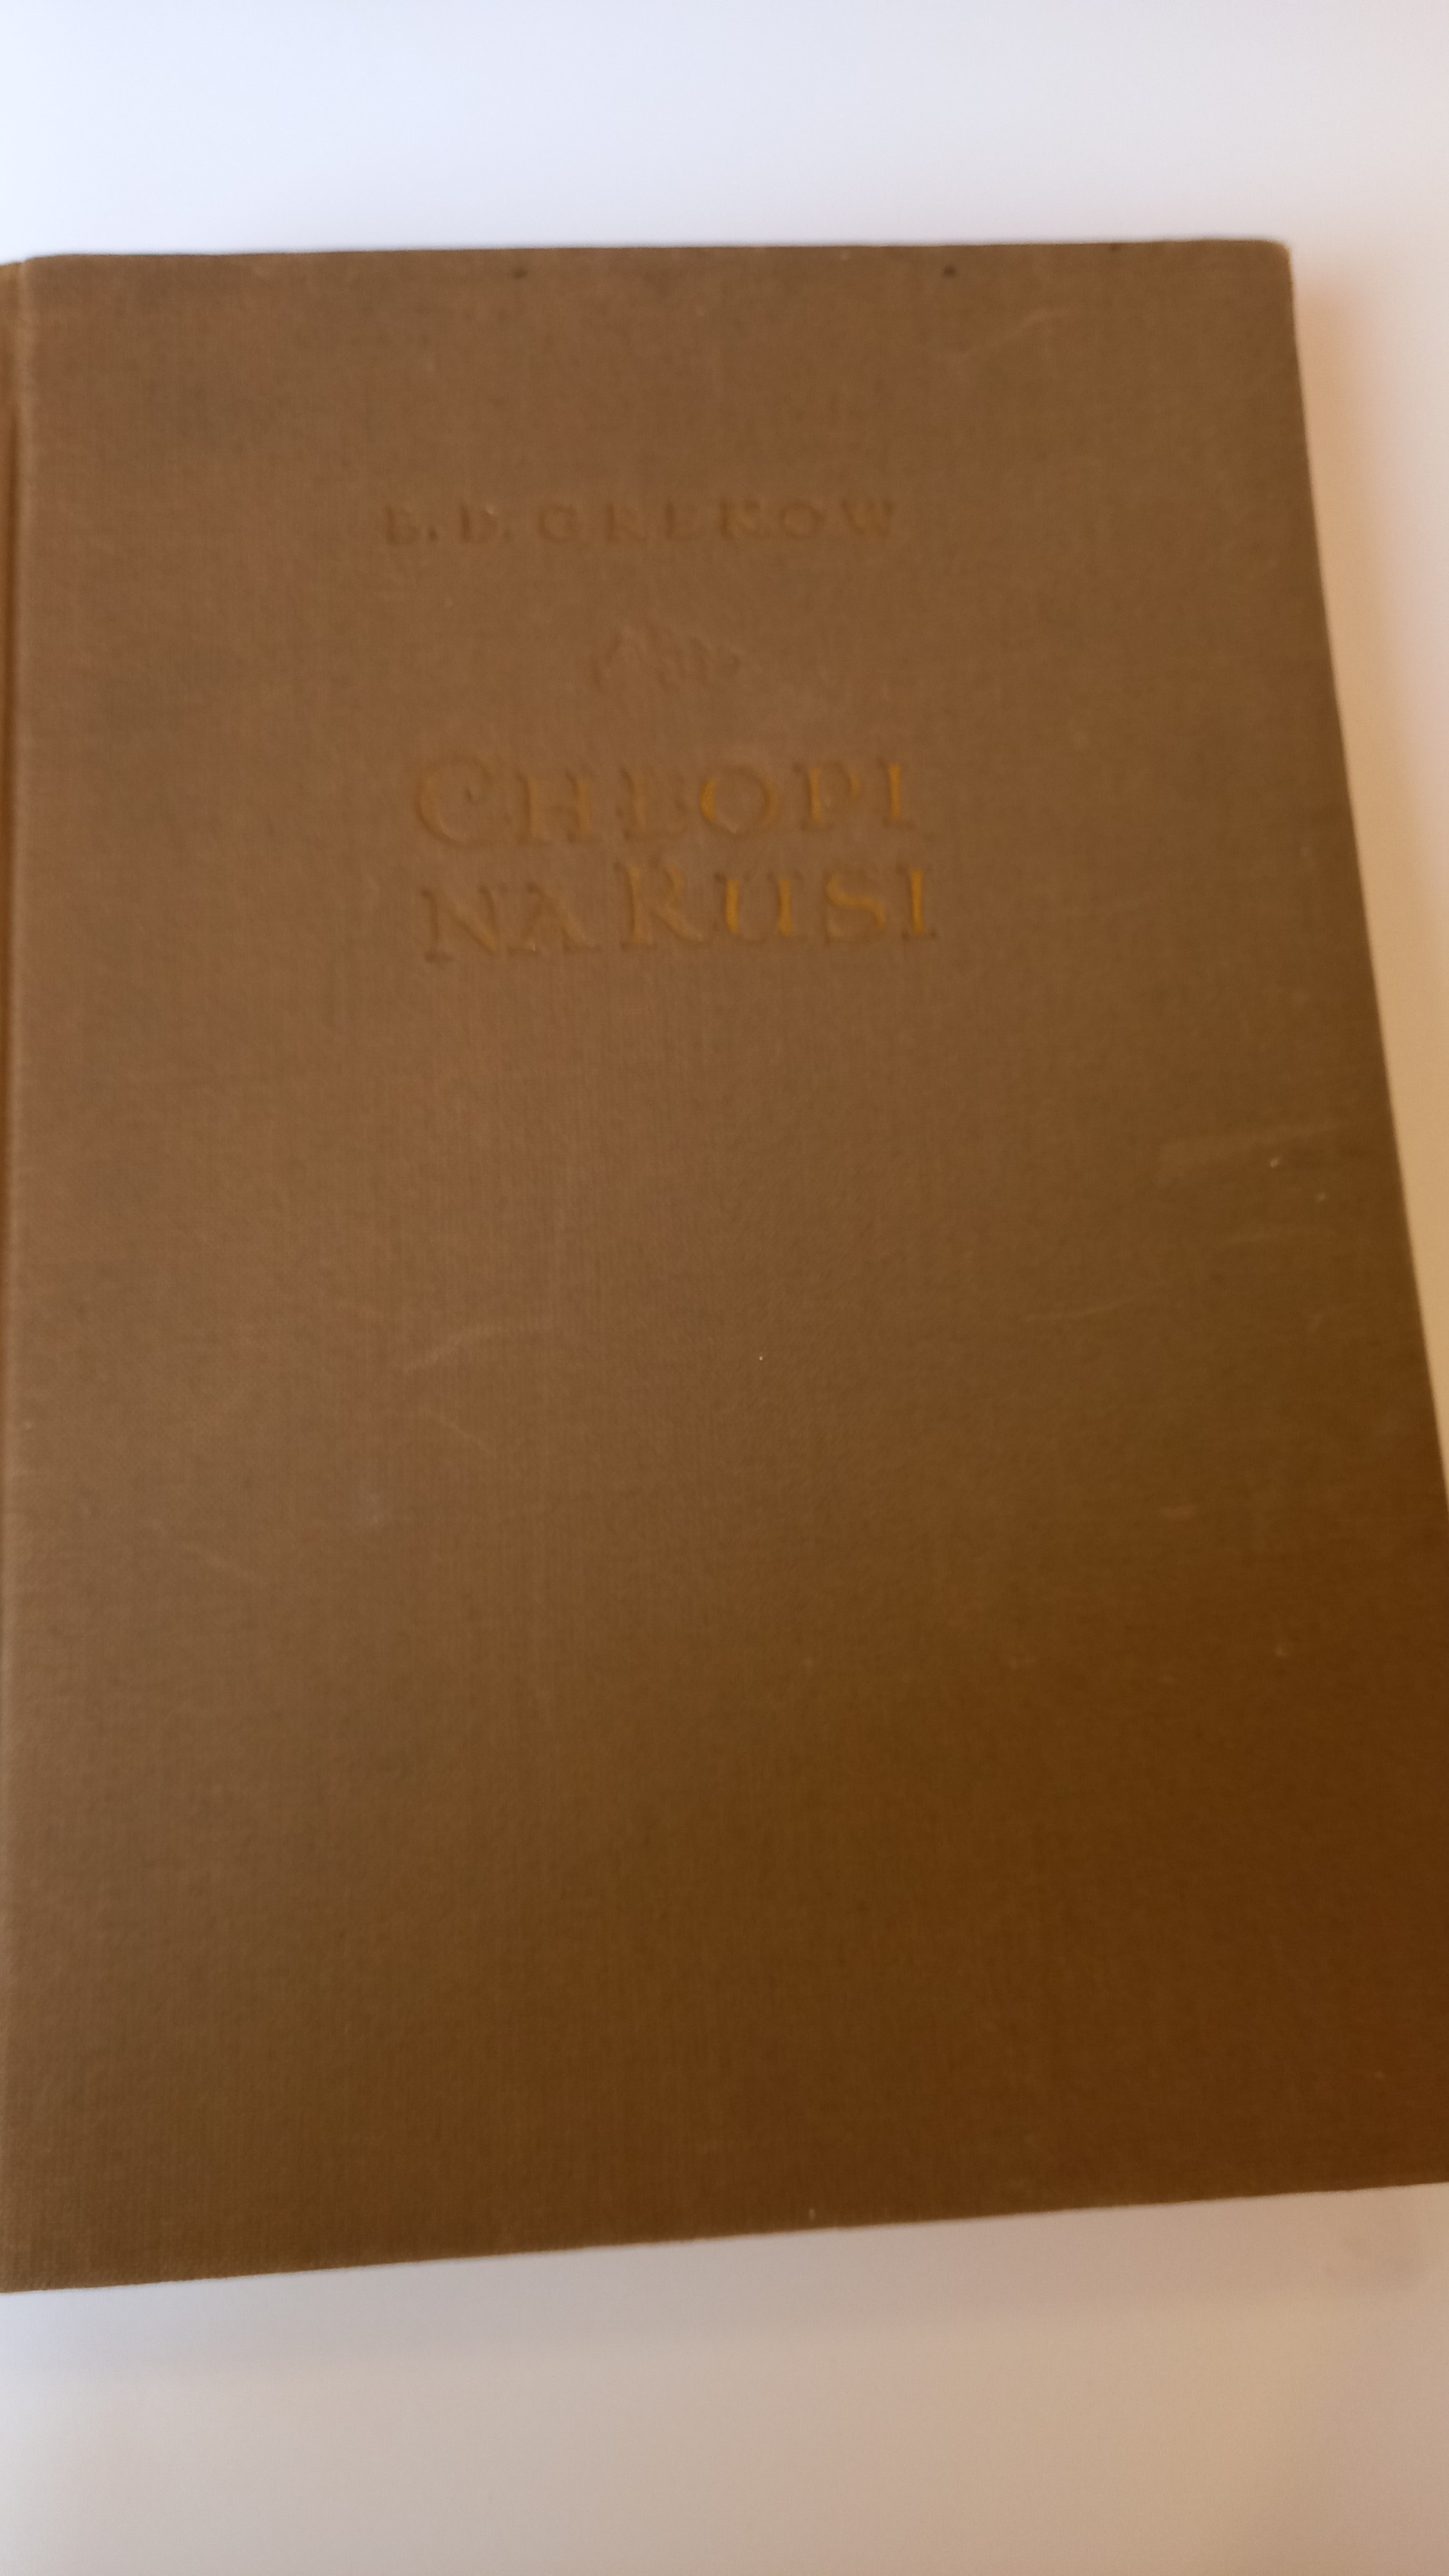 B. D. GREKOW
CHŁOPI
NA RUSI